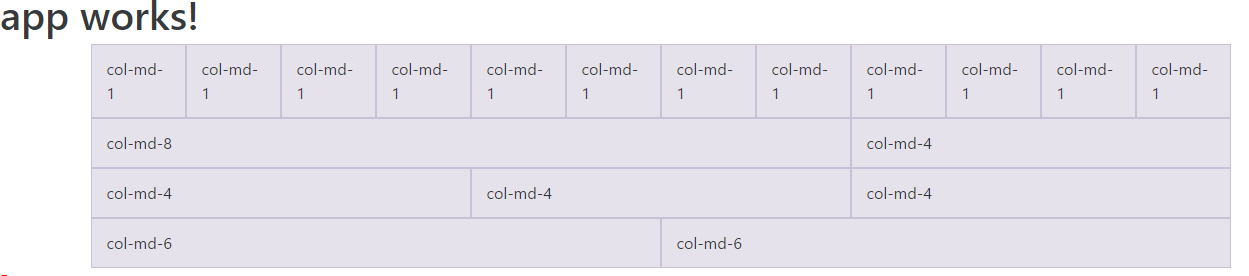 app works!
col-md- col-md- col-md- col-md- col-md- col-md- col-md- col-md- col-md- col-md- col-md- col-md-
1 1 1 1 1 1 1 1 1 1 1 1
col-md-8 col-md-4
col-md-4 col-md-4 col-md-4
col-md-6 col-md-6